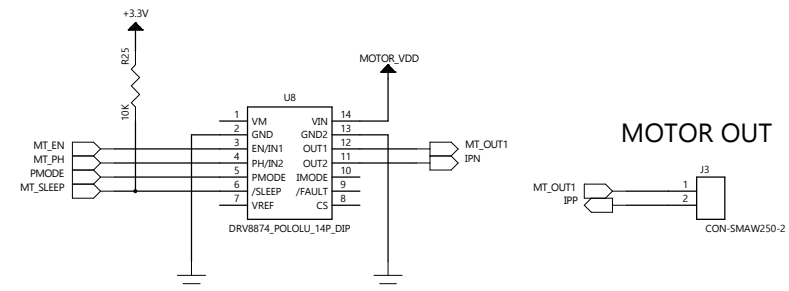 +3.3V
R25
10K
MOTOR_VDD
U8
1 VM VIN 14
2 GND GND2 13
MT_EN 3 EN/IN1 OUT1 12 MT_OUT1
MT_PH 4 PH/IN2 OUT2 11 IPN
PMODE 5 PMODE IMODE 10
MT_SLEEP 6 /SLEEP /FAULT 9
7 VREF CS 8
DRV8874_POLOLU_14P_DIP
MOTOR OUT
J3
MT_OUT1 1
IPP 2
CON-SMAW250-2